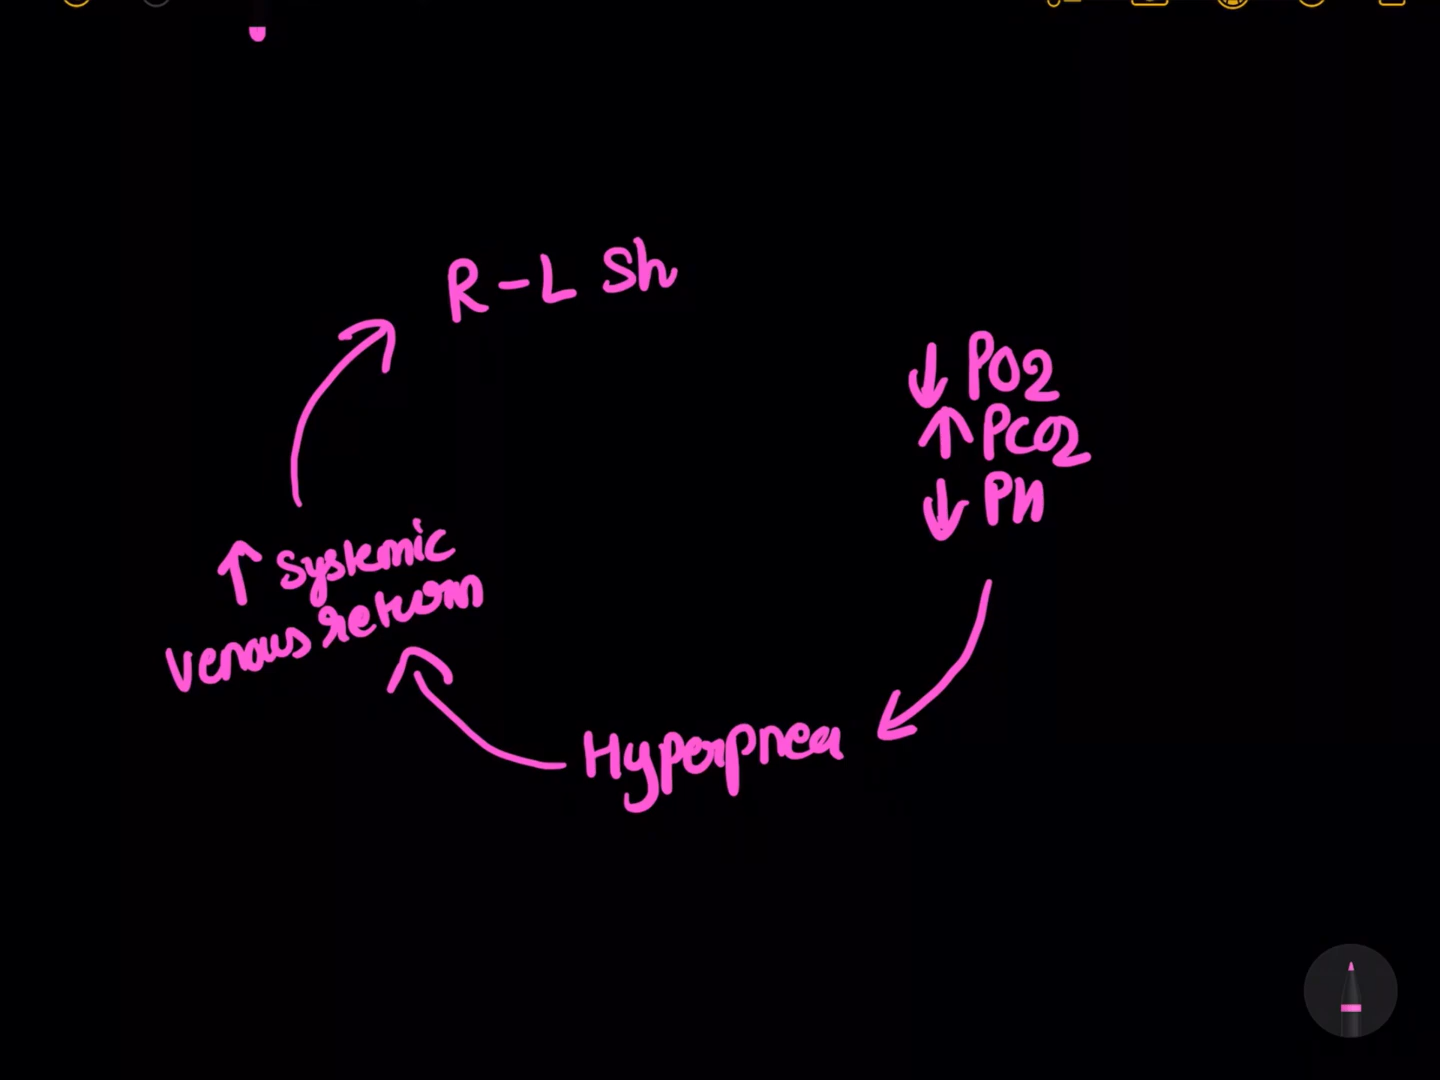 R-L Sh
↓ PO2
↑ PCO2
↓ PH
↑ Systemic
venous return
Hyperpnea